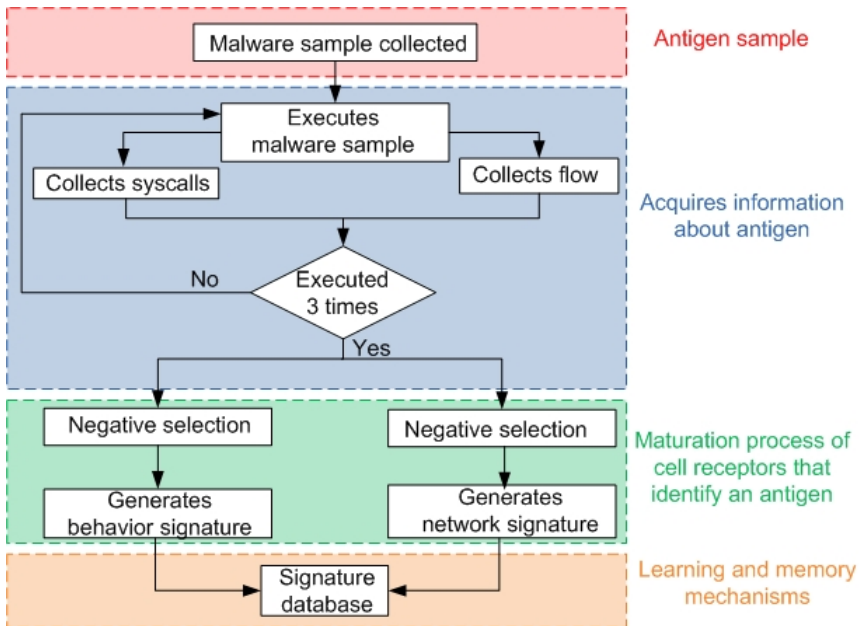 Malware sample collected
Antigen sample
Executes
malware sample
Collects syscalls
Collects flow
Acquires information
about antigen
No
Executed
3 times
Yes
Negative selection
Negative selection
Maturation process of
cell receptors that
identify an antigen
Generates
behavior signature
Generates
network signature
Signature
database
Learning and memory
mechanisms